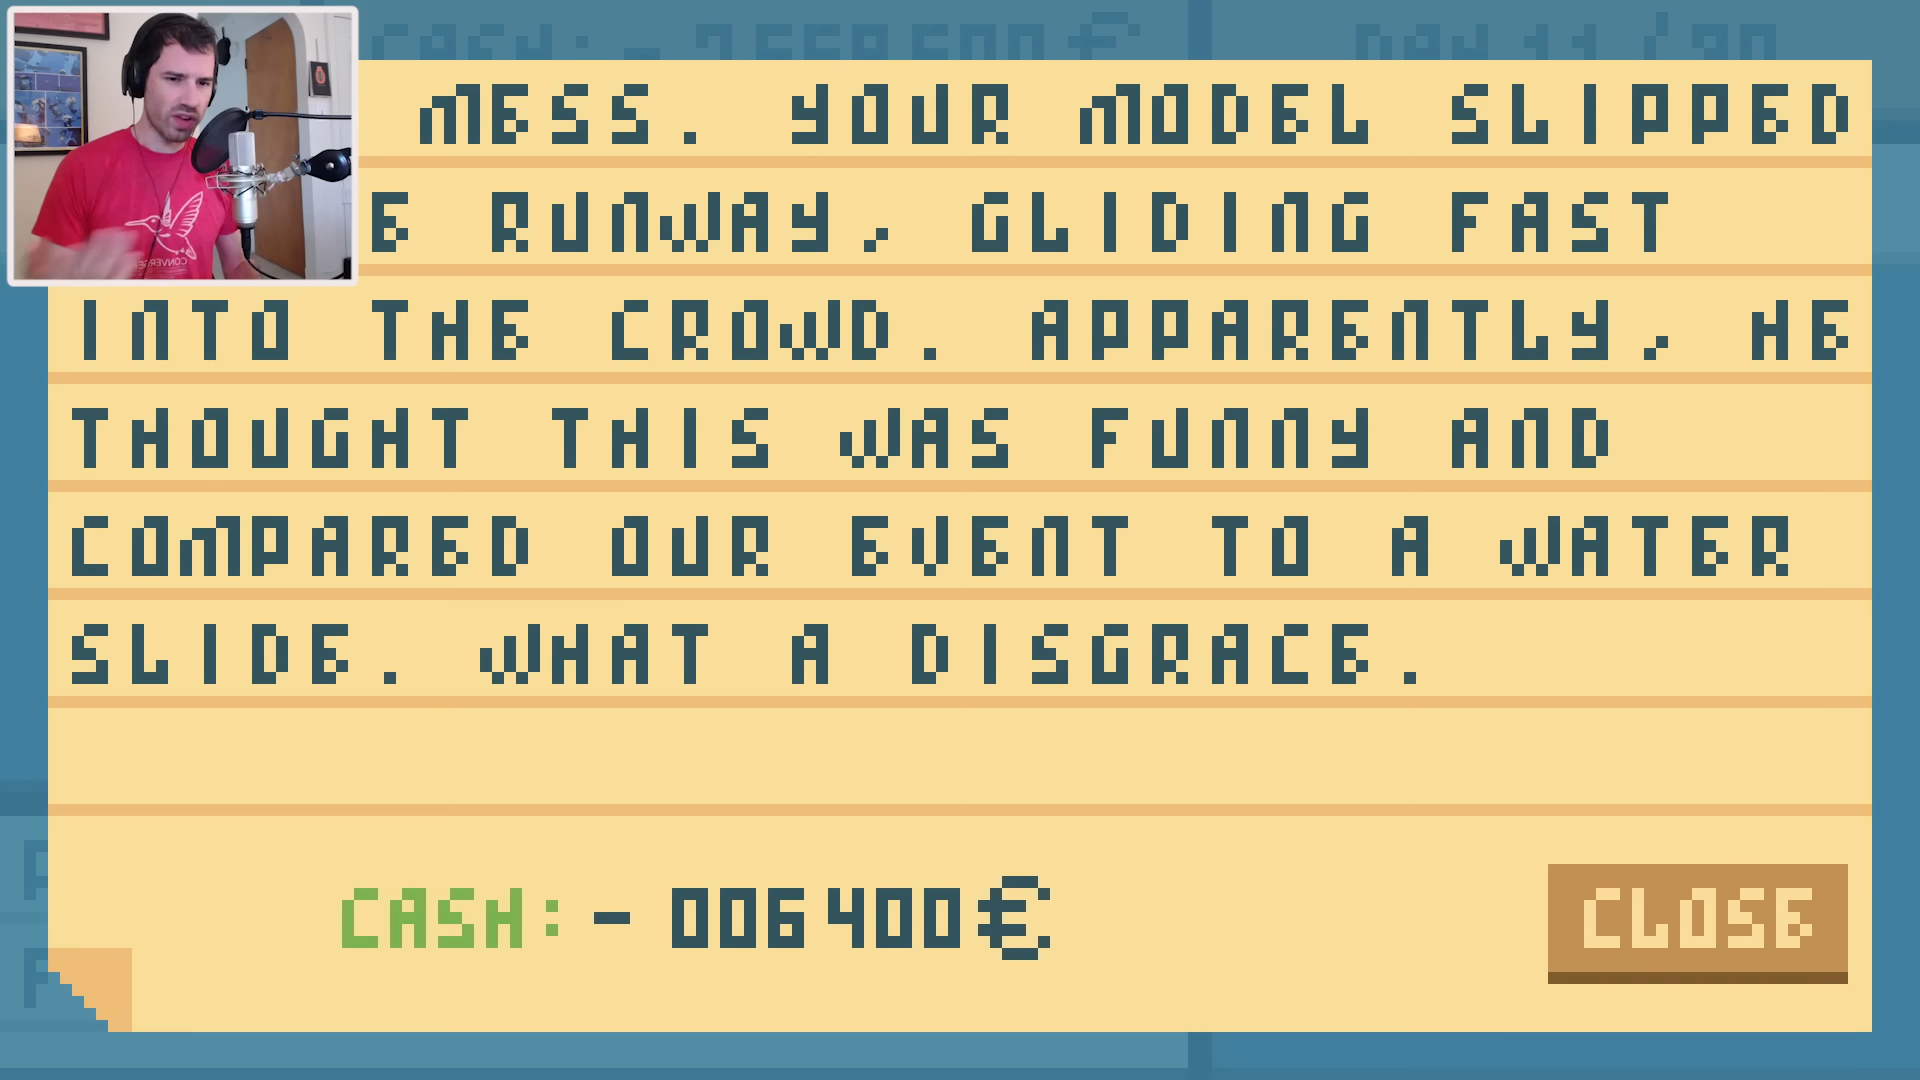 MESS. YOUR MODEL SLIPPED
RUNWAY, GLIDING FAST
INTO THE CROWD. APPARENTLY, HE
THOUGHT THIS WAS FUNNY AND
COMPARED OUR EVENT TO A WATER
SLIDE. WHAT A DISGRACE.
CASH: - 006400€
CLOSE